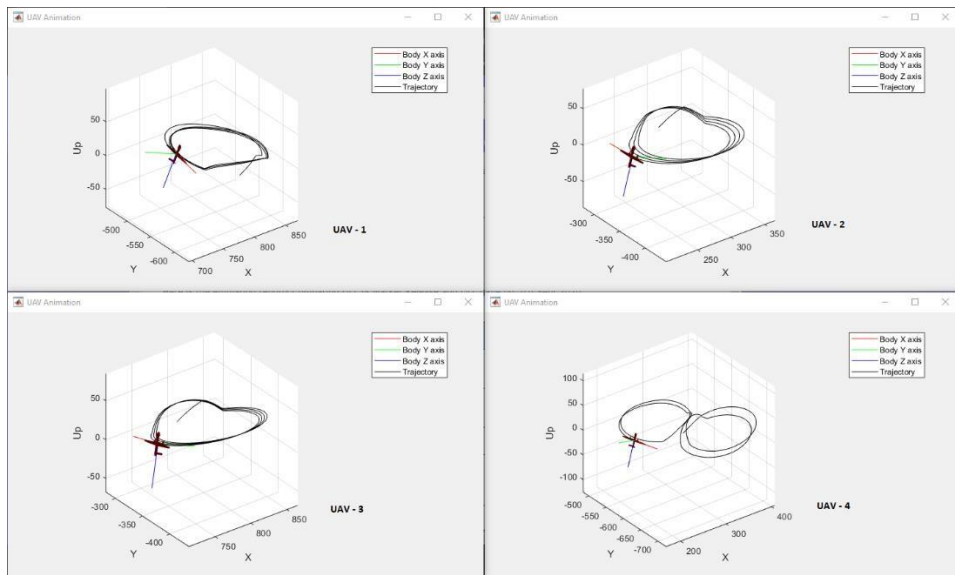 UAV Animation
Body X axis
Body Y axis
Body Z axis
Trajectory
50
0
-50
Up
-500
-550
-600
Y
700
750
800
850
X
UAV - 1
UAV Animation
Body X axis
Body Y axis
Body Z axis
Trajectory
50
0
-50
Up
-300
-350
-400
Y
250
300
350
X
UAV - 2
UAV Animation
Body X axis
Body Y axis
Body Z axis
Trajectory
50
0
-50
Up
-300
-350
-400
Y
750
800
850
X
UAV - 3
UAV Animation
Body X axis
Body Y axis
Body Z axis
Trajectory
100
50
0
-50
-100
Up
-500
-550
-600
-650
-700
Y
200
300
400
X
UAV - 4